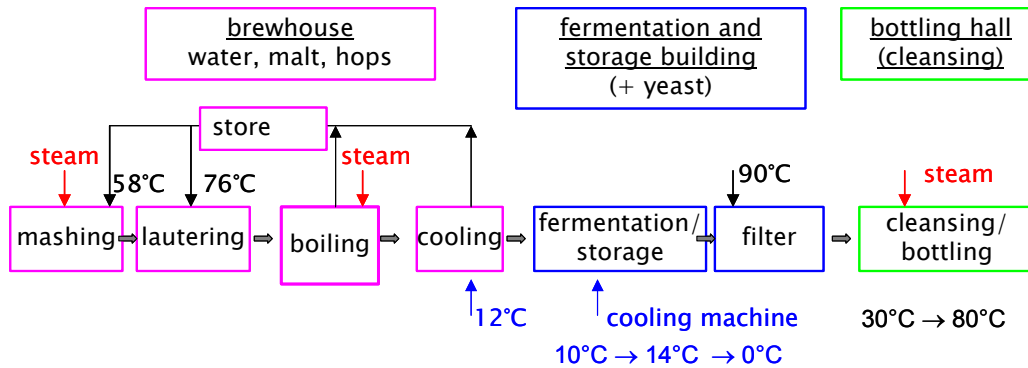 brewhouse
water, malt, hops
fermentation and
storage building
(+ yeast)
bottling hall
(cleansing)
store
steam
58°C
76°C
steam
90°C
steam
mashing
lautering
boiling
cooling
fermentation/
storage
filter
cleansing/
bottling
12°C
cooling machine
30°C → 80°C
10°C → 14°C → 0°C